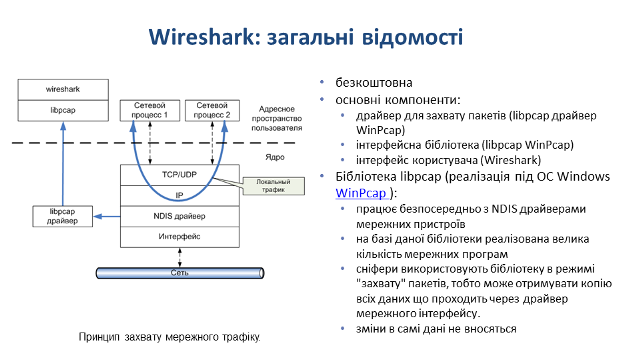 Wireshark: загальні відомості
wireshark
libpcap
Сетевой
процесс 1
Сетевой
процесс 2
Адресное
пространство
пользователя
Ядро
TCP/UDP
Локальный
трафик
IP
libpcap
драйвер
NDIS драйвер
Интерфейс
Сеть
Принцип захвату мережного трафіку.
• безкоштовна
• основні компоненти:
• драйвер для захвату пакетів (libpcap драйвер
WinPcap)
• інтерфейсна бібліотека (libpcap WinPcap)
• інтерфейс користувача (Wireshark)
• Бібліотека libpcap (реалізація під ОС Windows
WinPcap ):
• працює безпосередньо з NDIS драйверами
мережних пристроїв
• на базі даної бібліотеки реалізована велика
кількість мережних програм
• сніфери використовують бібліотеку в режимі
"захвату" пакетів, тобто може отримувати копію
всіх даних що проходить через драйвер
мережного інтерфейсу.
• зміни в самі дані не вносяться